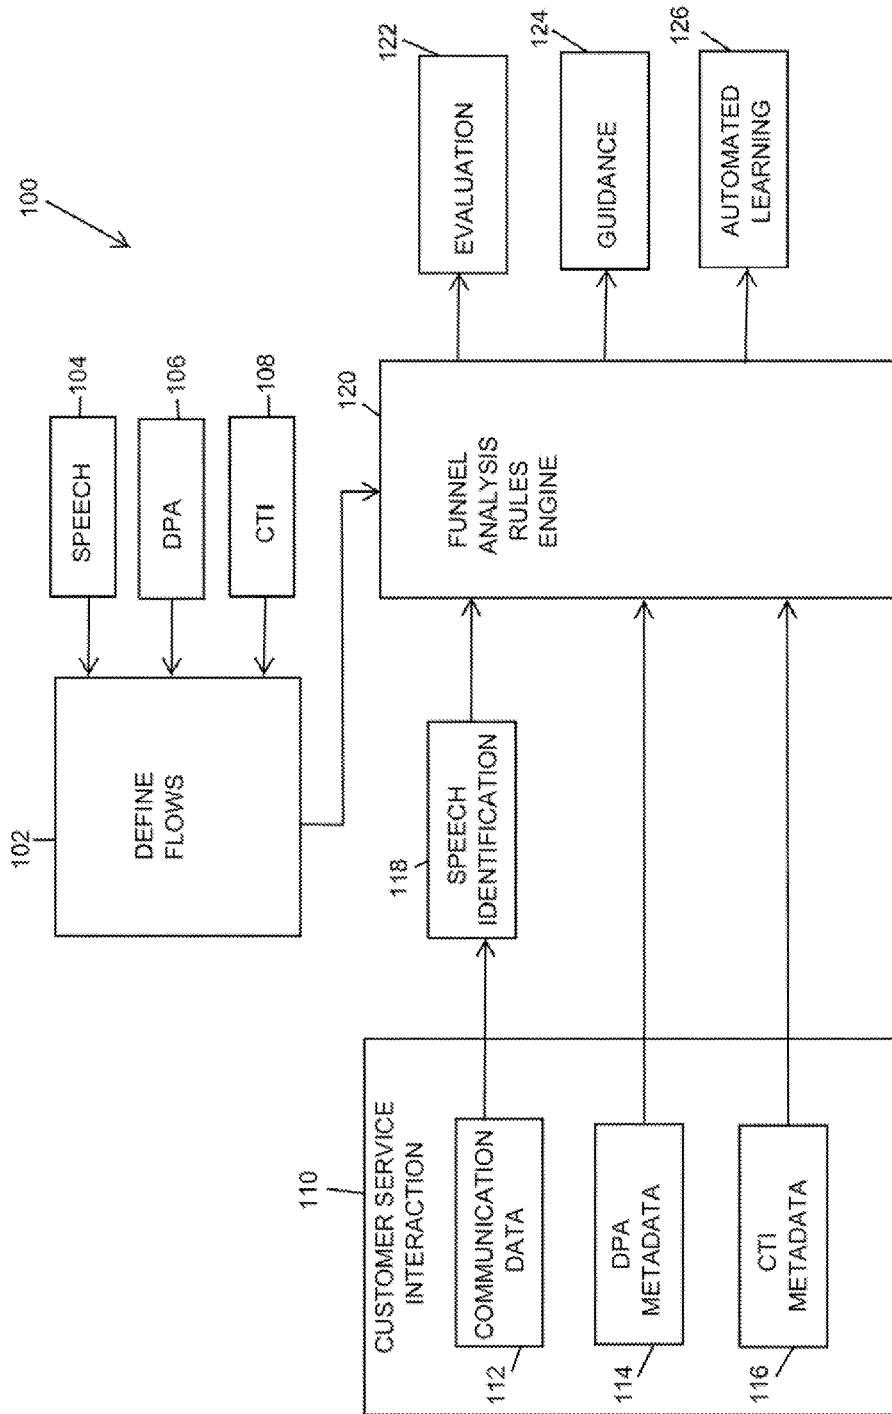 100
SPEECH
104
DPA
106
CTI
108
102
DEFINE
FLOWS
110
CUSTOMER SERVICE
INTERACTION
COMMUNICATION
DATA
112
DPA
METADATA
114
CTI
METADATA
116
118
SPEECH
IDENTIFICATION
120
FUNNEL
ANALYSIS
RULES
ENGINE
EVALUATION
122
GUIDANCE
124
AUTOMATED
LEARNING
126